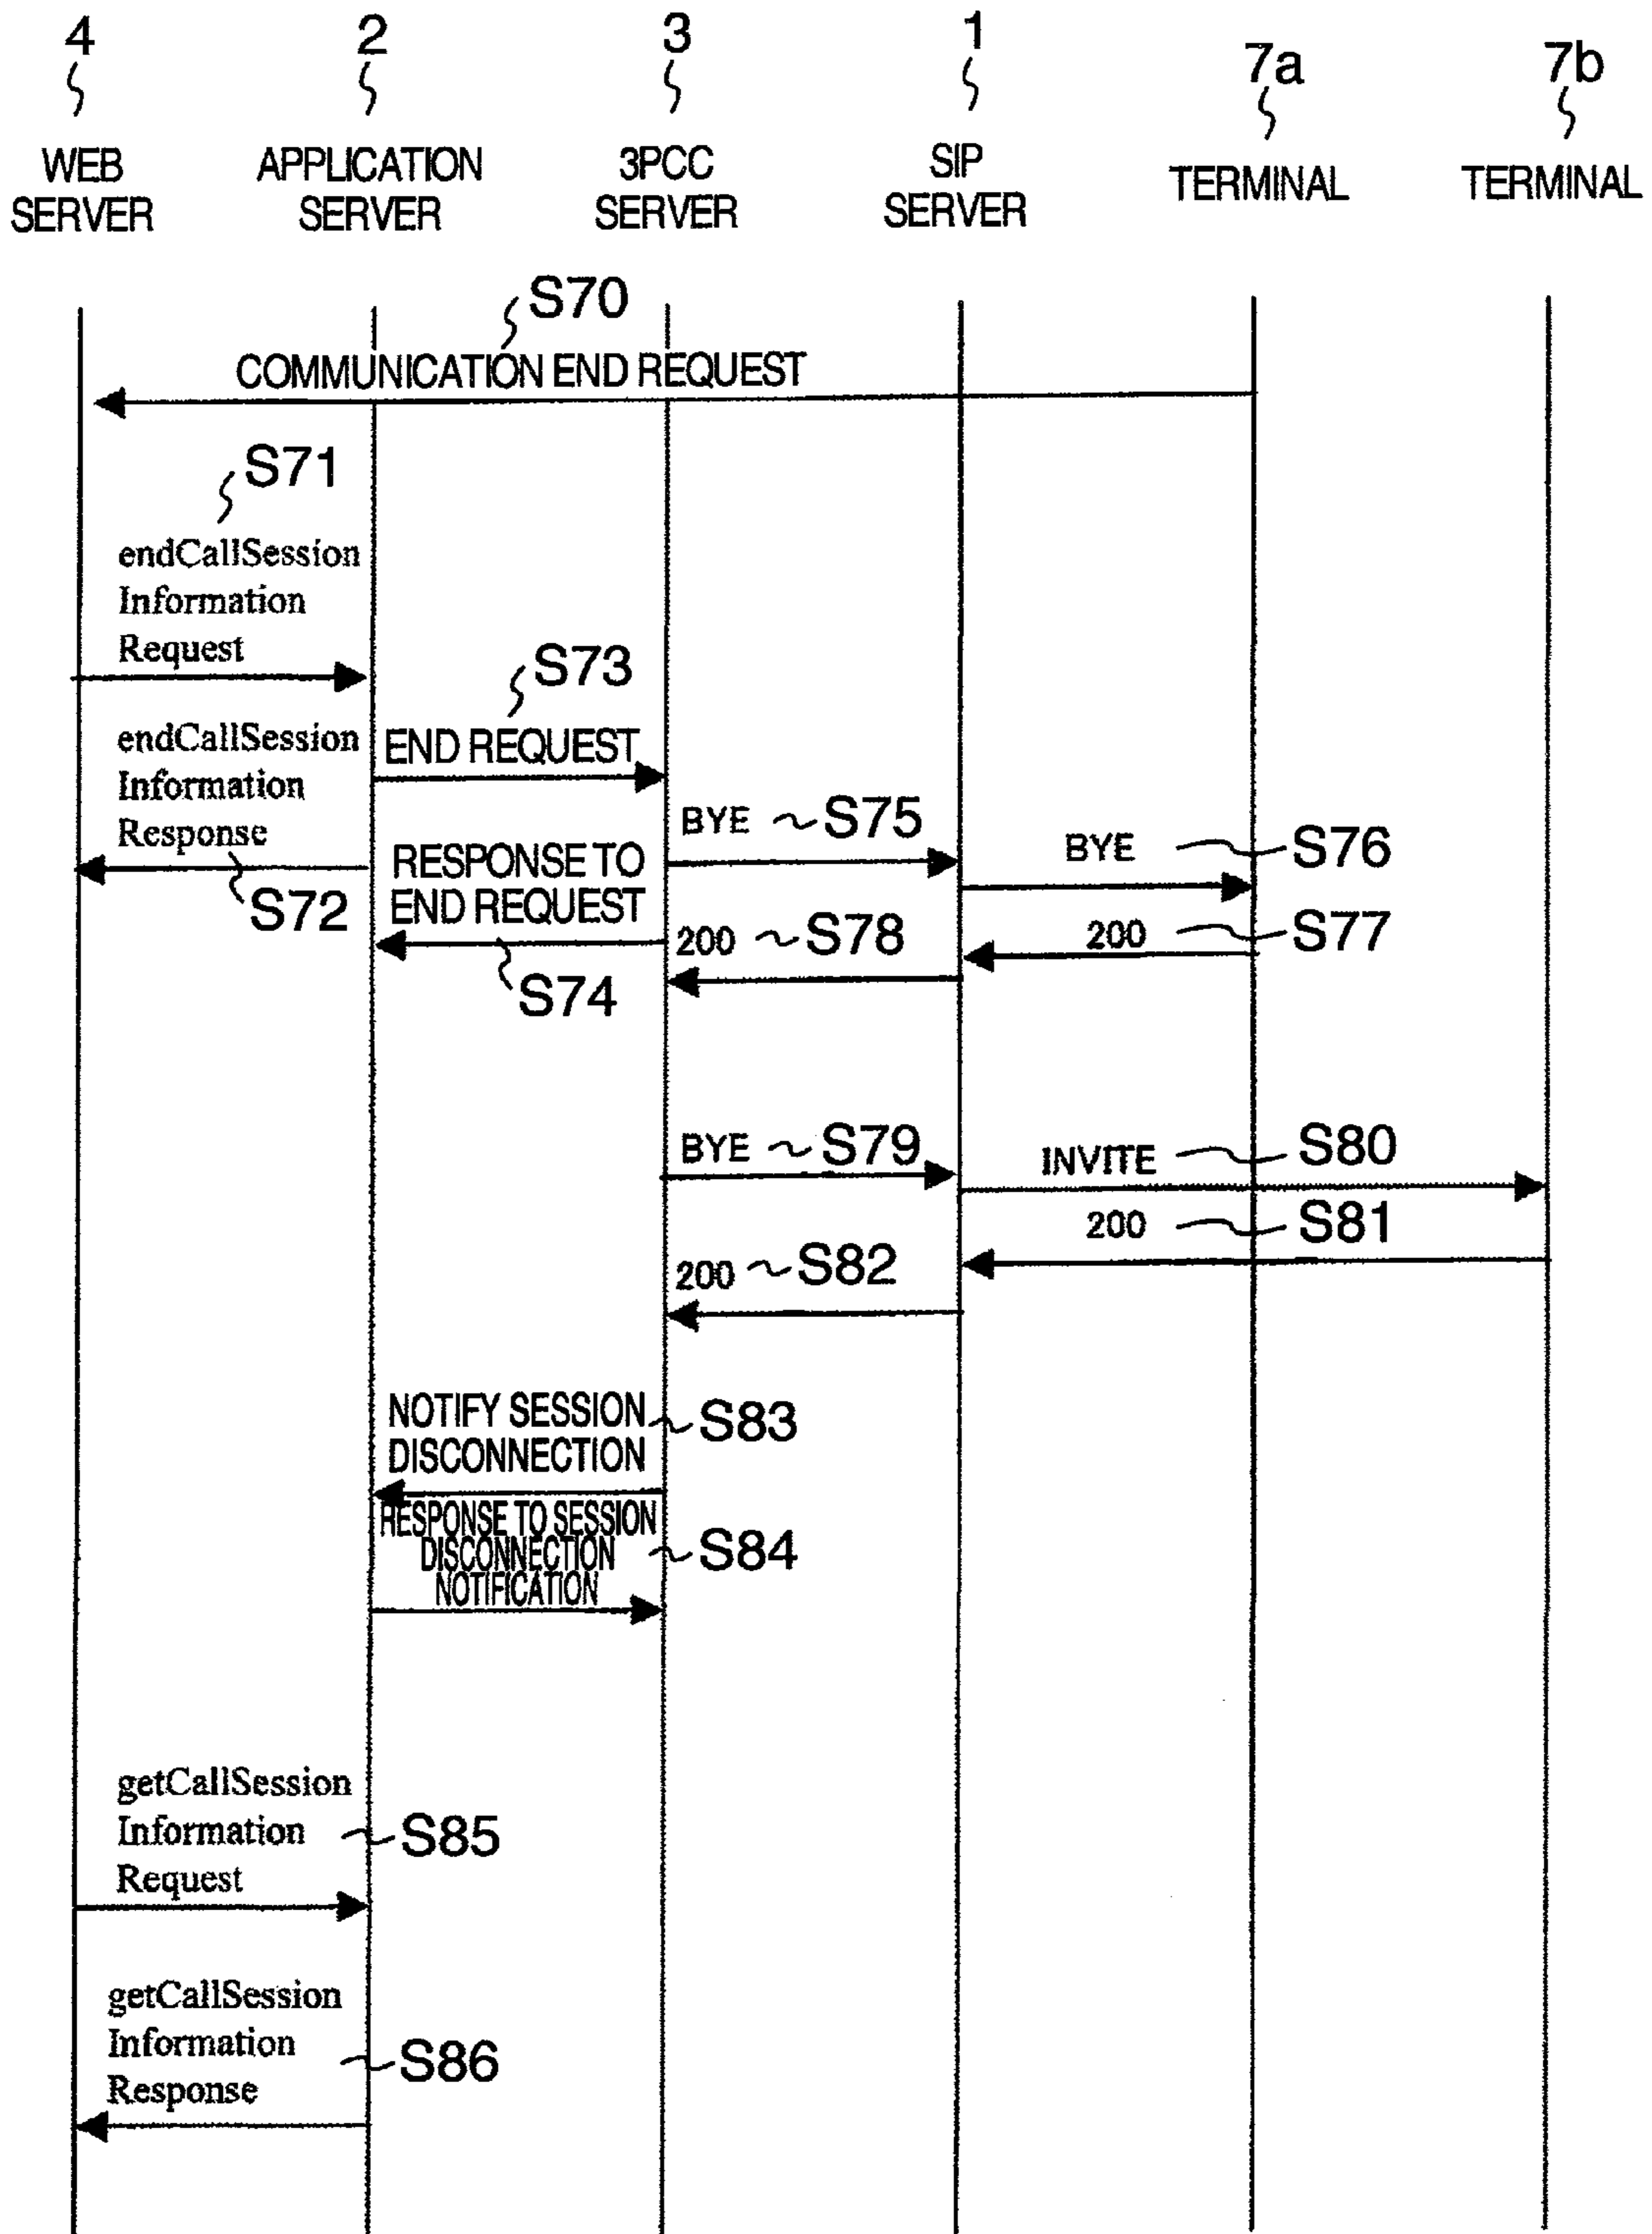 4
2
3
1
7a
7b
WEB
SERVER
APPLICATION
SERVER
3PCC
SERVER
SIP
SERVER
TERMINAL
TERMINAL
S70
COMMUNICATION END REQUEST
S71
endCallSession
Information
Request
S73
END REQUEST
endCallSession
Information
Response
S72
BYE
S75
BYE
S76
RESPONSE TO
END REQUEST
S74
200
S78
200
S77
BYE
S79
INVITE
S80
200
S81
200
S82
NOTIFY SESSION
DISCONNECTION
S83
RESPONSE TO SESSION
DISCONNECTION
NOTIFICATION
S84
getCallSession
Information
Request
S85
getCallSession
Information
Response
S86